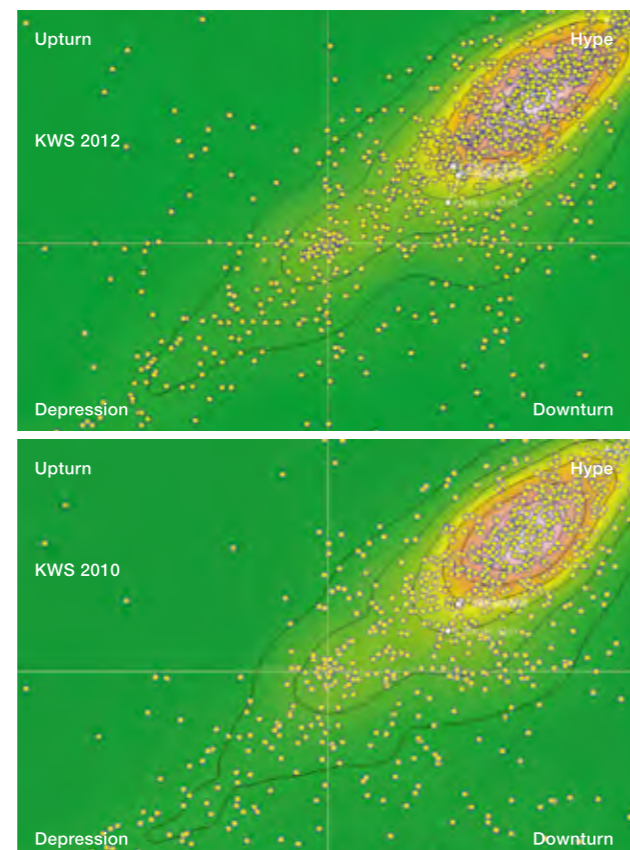 Upturn
Hype
KWS 2012
Depression
Downturn
Upturn
Hype
KWS 2010
Depression
Downturn